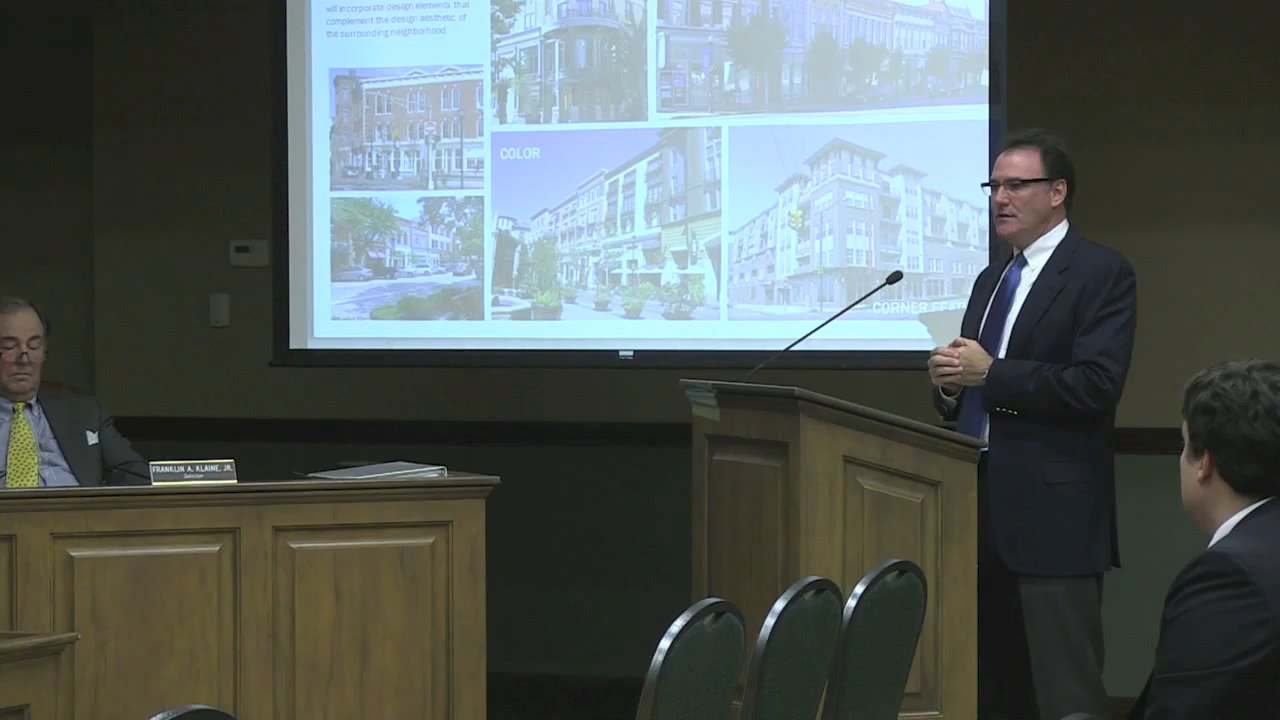 will incorporate design elements that
complement the design aesthetic of
the surrounding neighborhood.
COLOR
CORNER FEAT
FRANKLIN A. KLAINE, JR.
Solicitor